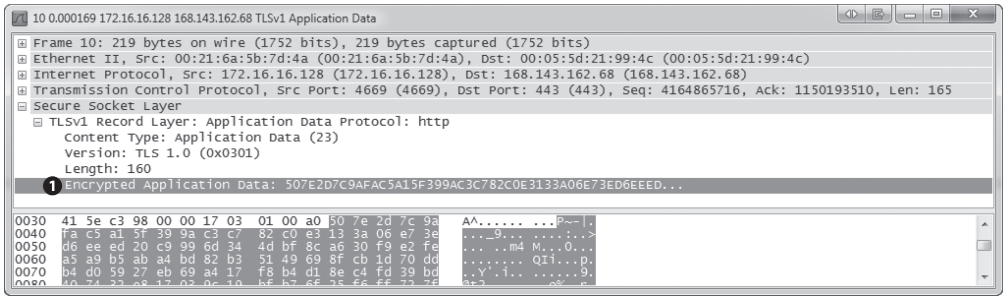 10 0.000169 172.16.16.128 168.143.162.68 TLSv1 Application Data
Frame 10: 219 bytes on wire (1752 bits), 219 bytes captured (1752 bits)
Ethernet II, Src: 00:21:6a:5b:7d:4a (00:21:6a:5b:7d:4a), Dst: 00:05:5d:21:99:4c (00:05:5d:21:99:4c)
Internet Protocol, Src: 172.16.16.128 (172.16.16.128), Dst: 168.143.162.68 (168.143.162.68)
Transmission Control Protocol, Src Port: 4669 (4669), Dst Port: 443 (443), Seq: 4164865716, Ack: 1150193510, Len: 165
Secure Socket Layer
TLSv1 Record Layer: Application Data Protocol: http
Content Type: Application Data (23)
Version: TLS 1.0 (0x0301)
Length: 160
1 Encrypted Application Data: 507E2D7C9AFAC5A15F399AC3C782C0E3133A06E73ED6EEED...
0030 41 5e c3 98 00 00 17 03 01 00 a0 50 7e 2d 7c 9a A^...... ...P~-|.
0040 fa c5 a1 5f 39 9a c3 c7 82 c0 e3 13 3a 06 e7 3e ..._9... ....:..>
0050 d6 ee ed 20 c9 99 6d 34 4d bf 8c a6 30 f9 e2 fe ... ..m4 M...0...
0060 a5 a9 b5 ab a4 bd 82 b3 51 49 69 8f cb 1d 70 dd ........ QIi...p.
0070 b4 d0 59 27 eb 69 a4 17 f8 b4 d1 8e c4 fd 39 bd ..Y'.i.. ......9.